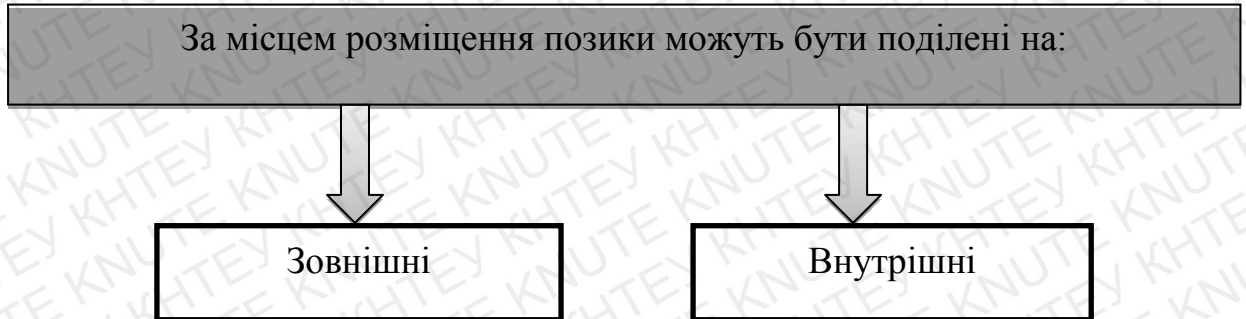 За місцем розміщення позики можуть бути поділені на:
Зовнішні
Внутрішні